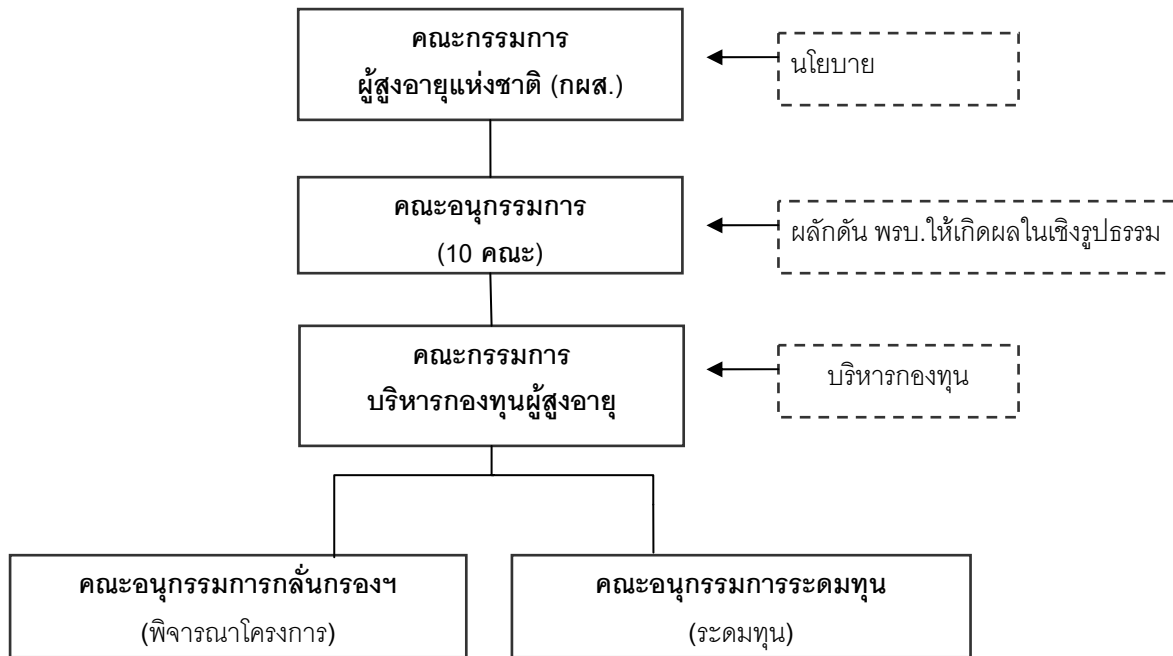 คณะกรรมการ
ผู้สูงอายุแห่งชาติ (กผส.)
นโยบาย
คณะอนุกรรมการ
(10 คณะ)
ผลักดัน พรบ.ให้เกิดผลในเชิงรูปธรรม
คณะกรรมการ
บริหารกองทุนผู้สูงอายุ
บริหารกองทุน
คณะอนุกรรมการกลั่นกรองฯ
(พิจารณาโครงการ)
คณะอนุกรรมการระดมทุน
(ระดมทุน)